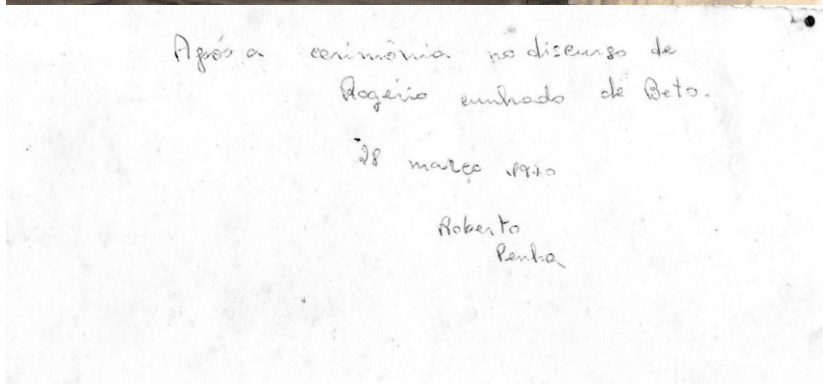 Após a cerimônia no discurso de
Rogério cunhado de Beto.
28 março 1970
Roberto
Penha